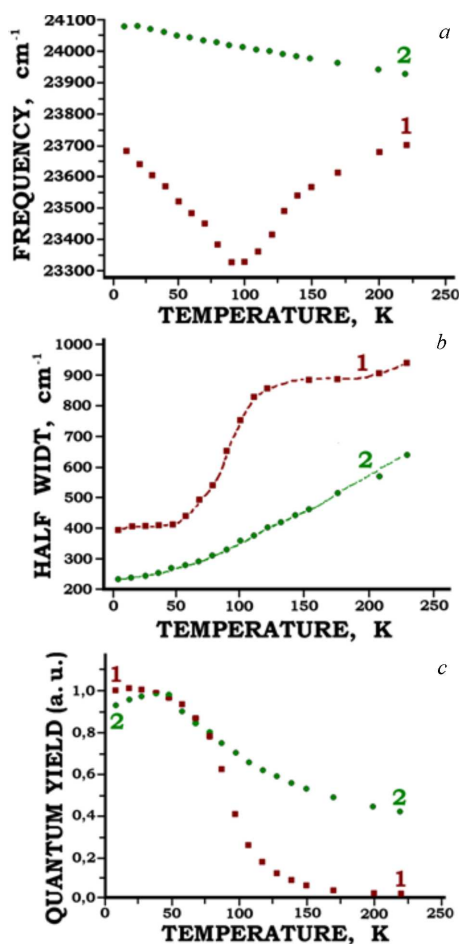 a
24100
24000
23900
23800
23700
23600
23500
23400
23300
FREQUENCY, cm-1
2
1
0 50 100 150 200 250
TEMPERATURE, K
b
1000
900
800
700
600
500
400
300
200
HALF WIDT, cm-1
1
2
0 50 100 150 200 250
TEMPERATURE, K
c
1,0
0,8
0,6
0,4
0,2
0,0
QUANTUM YIELD (a. u.)
1
2
2
1
0 50 100 150 200 250
TEMPERATURE, K